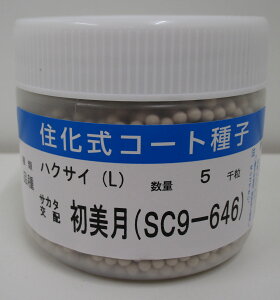 住化式コート種子
ハクサイ (L) 数量 5 千粒
サカタ交配 初美月(SC9-646)